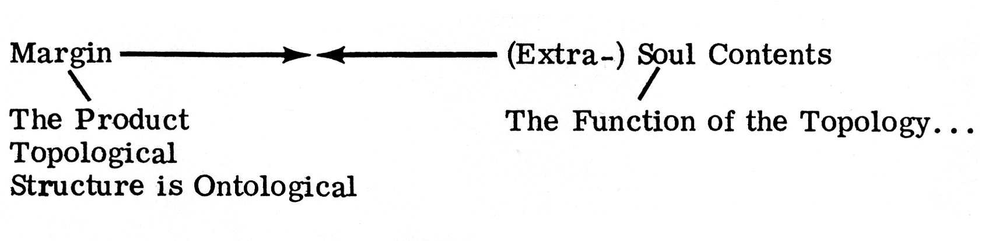 Margin (Extra-) Soul Contents
The Product The Function of the Topology...
Topological
Structure is Ontological